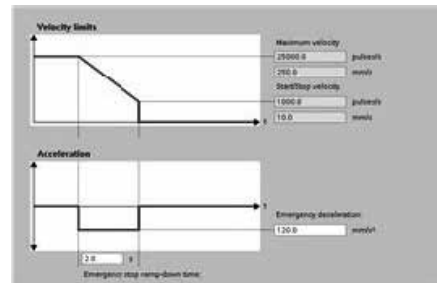 Velocity limits
Maximum velocity
25000.0 pulses/s
250.0 mm/s
Start/Stop velocity
1000.0 pulses/s
10.0 mm/s
t
Acceleration
t
Emergency deceleration
120.0 mm/s²
2.0 s
Emergency stop ramp-down time: